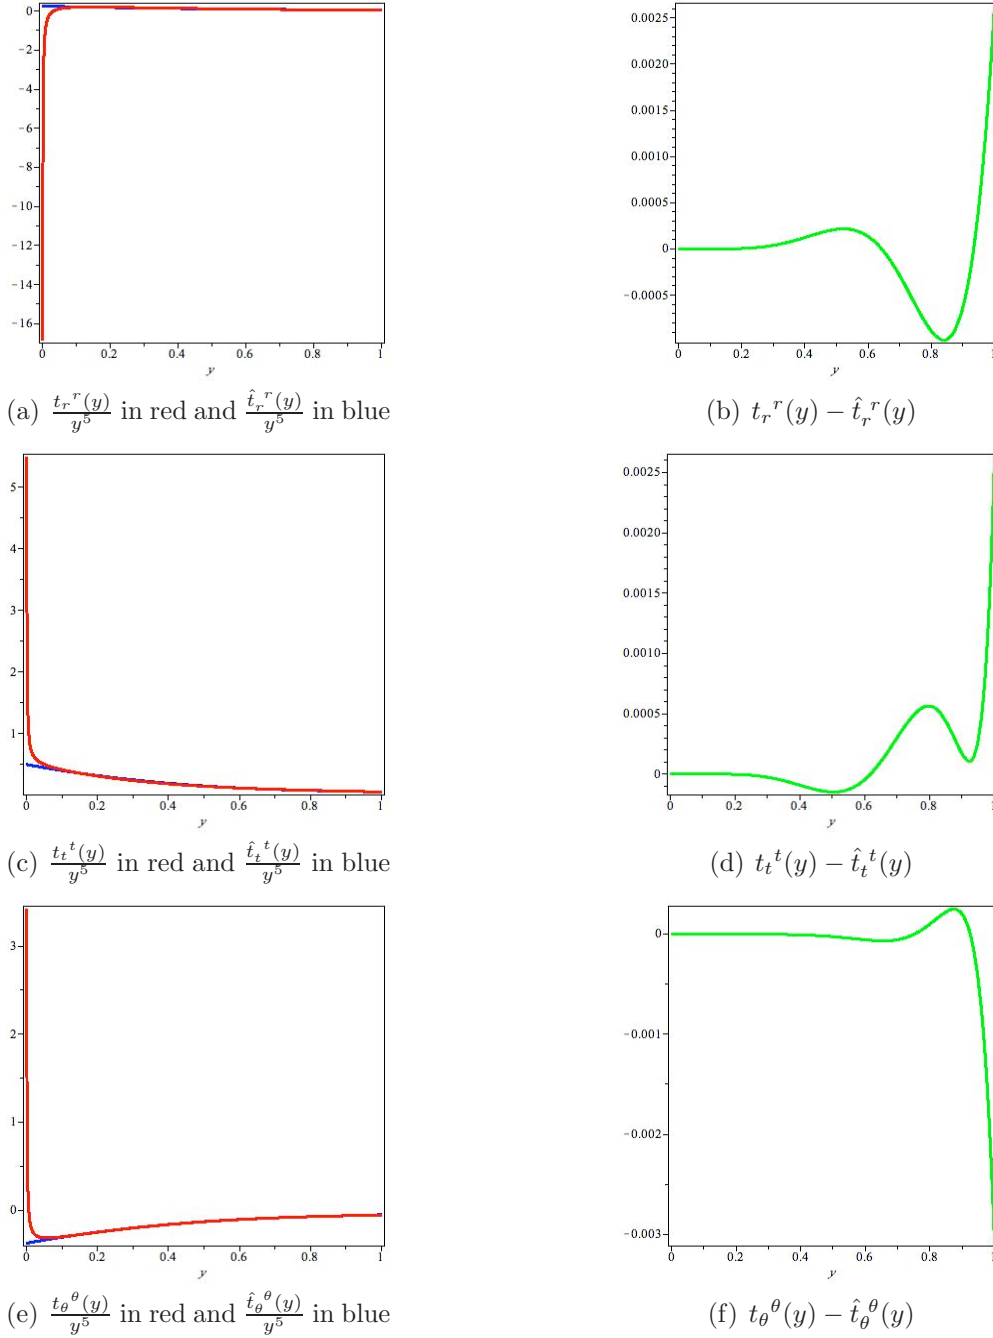 0
−2
−4
−6
−8
−10
−12
−14
−16
0 0.2 0.4 0.6 0.8 1
y
0.0025
0.0020
0.0015
0.0010
0.0005
0
−0.0005
0 0.2 0.4 0.6 0.8 1
y
(a) t_r^r(y)/y^5 in red and t̂_r^r(y)/y^5 in blue
(b) t_r^r(y) − t̂_r^r(y)
5
4
3
2
1
0 0.2 0.4 0.6 0.8 1
y
0.0025
0.0020
0.0015
0.0010
0.0005
0
0 0.2 0.4 0.6 0.8 1
y
(c) t_t^t(y)/y^5 in red and t̂_t^t(y)/y^5 in blue
(d) t_t^t(y) − t̂_t^t(y)
3
2
1
0
0 0.2 0.4 0.6 0.8 1
y
0
−0.001
−0.002
−0.003
0 0.2 0.4 0.6 0.8 1
y
(e) t_θ^θ(y)/y^5 in red and t̂_θ^θ(y)/y^5 in blue
(f) t_θ^θ(y) − t̂_θ^θ(y)